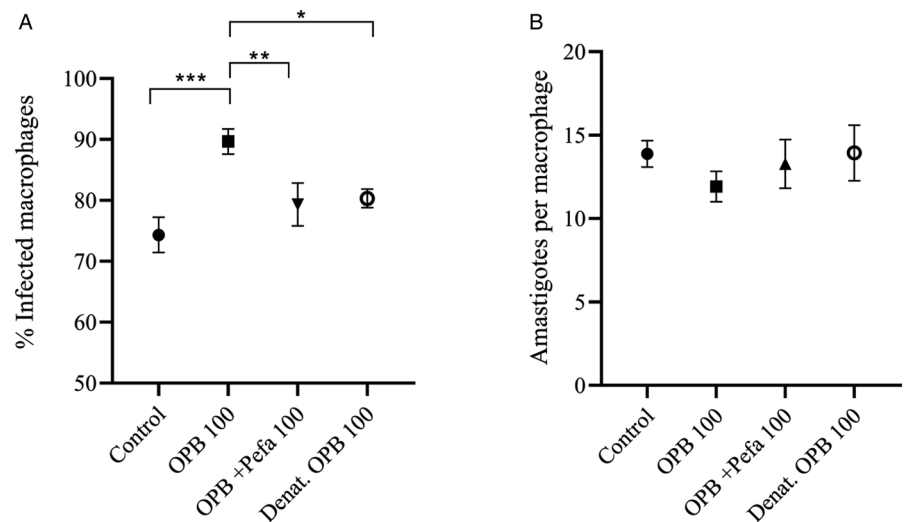 A
*
**
***
% Infected macrophages
100
90
80
70
60
50
Control
OPB 100
OPB +Pefa 100
Denat. OPB 100
B
Amastigotes per macrophage
20
15
10
5
0
Control
OPB 100
OPB +Pefa 100
Denat. OPB 100